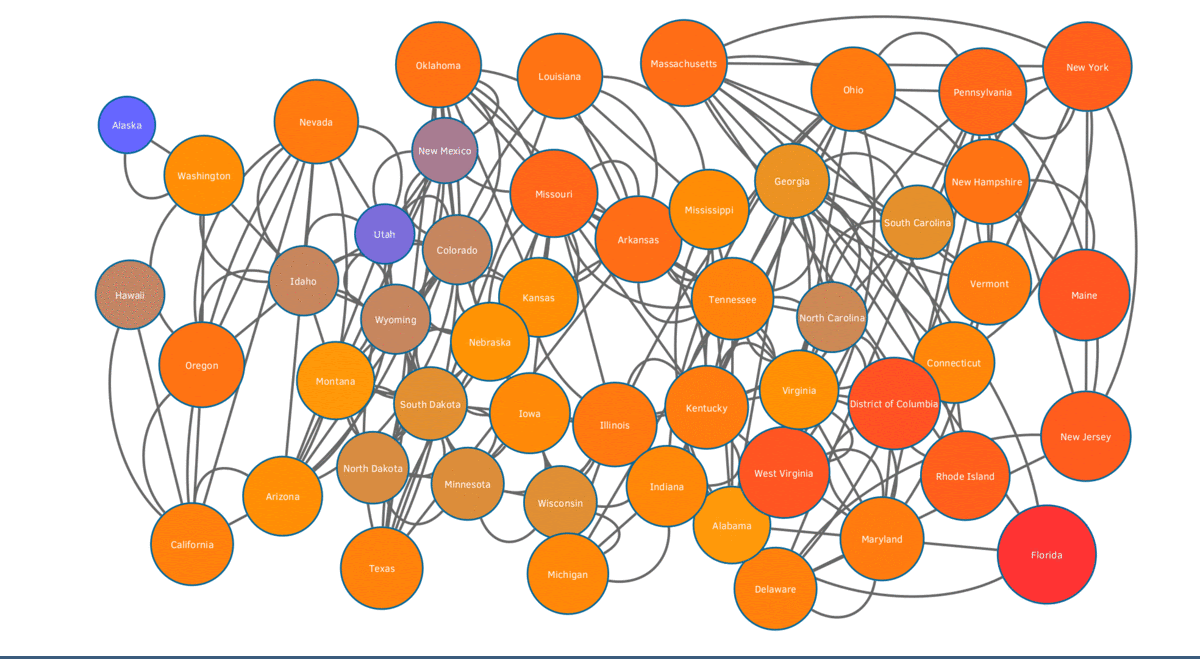 Oklahoma
Louisiana
Massachusetts
Ohio
Pennsylvania
New York
Alaska
Nevada
New Mexico
Washington
Missouri
Mississippi
Georgia
New Hampshire
South Carolina
Utah
Colorado
Arkansas
Idaho
Hawaii
Kansas
Tennessee
Vermont
Maine
Wyoming
North Carolina
Nebraska
Oregon
Montana
Connecticut
Virginia
South Dakota
Iowa
Kentucky
District of Columbia
Illinois
New Jersey
North Dakota
Minnesota
Indiana
West Virginia
Rhode Island
Arizona
Wisconsin
Alabama
California
Maryland
Florida
Texas
Michigan
Delaware